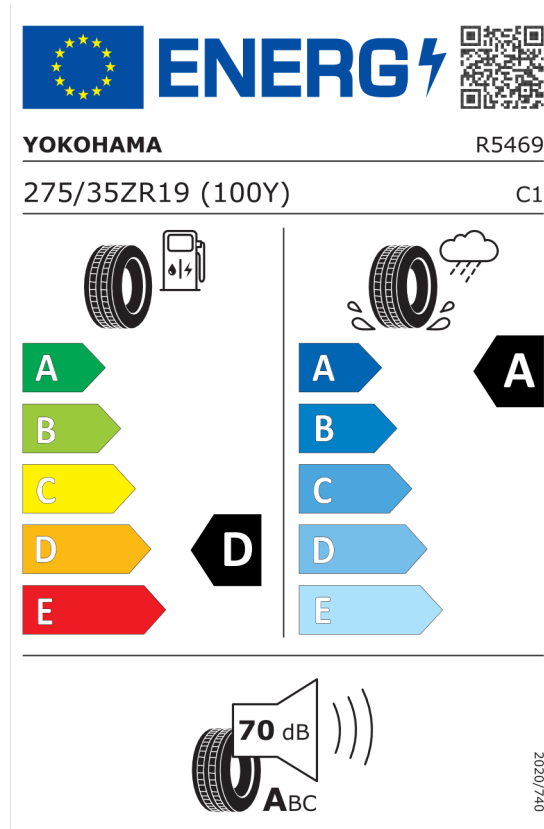 ENERG
YOKOHAMA R5469
275/35ZR19 (100Y) C1
A A A
B B
C C
D D D
E E
70 dB
ABC
2020/740